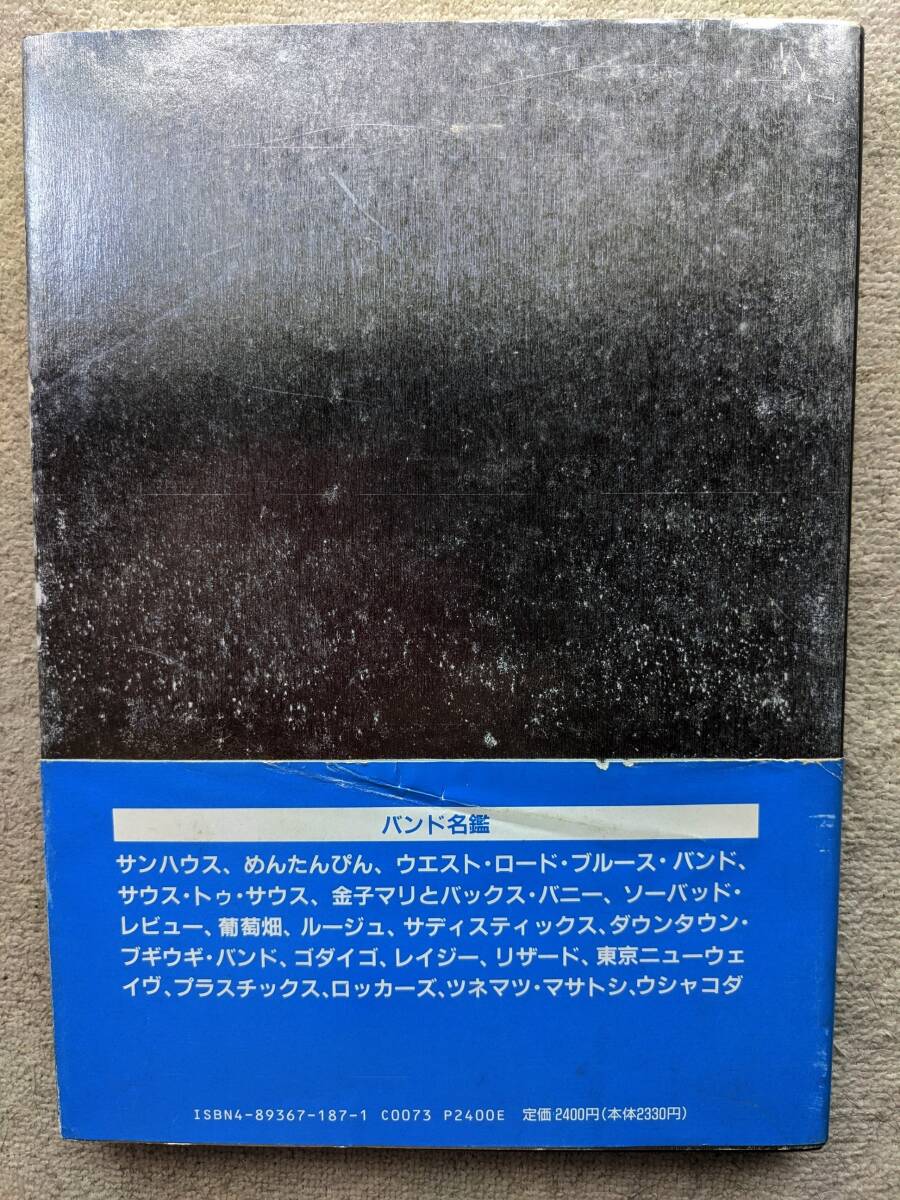 バンド名鑑
サンハウス、めんたんぴん、ウエスト・ロード・ブルース・バンド、
サウス・トゥ・サウス、金子マリとバックス・バニー、ソーバッド・
レビュー、葡萄畑、ルージュ、サディスティックス、ダウンタウン・
ブギウギ・バンド、ゴダイゴ、レイジー、リザード、東京ニューウェ
イヴ、プラスチックス、ロッカーズ、ツネマツ・マサトシ、ウシャコダ
ISBN4-89367-187-1 C0073 P2400E 定価2400円(本体2330円)